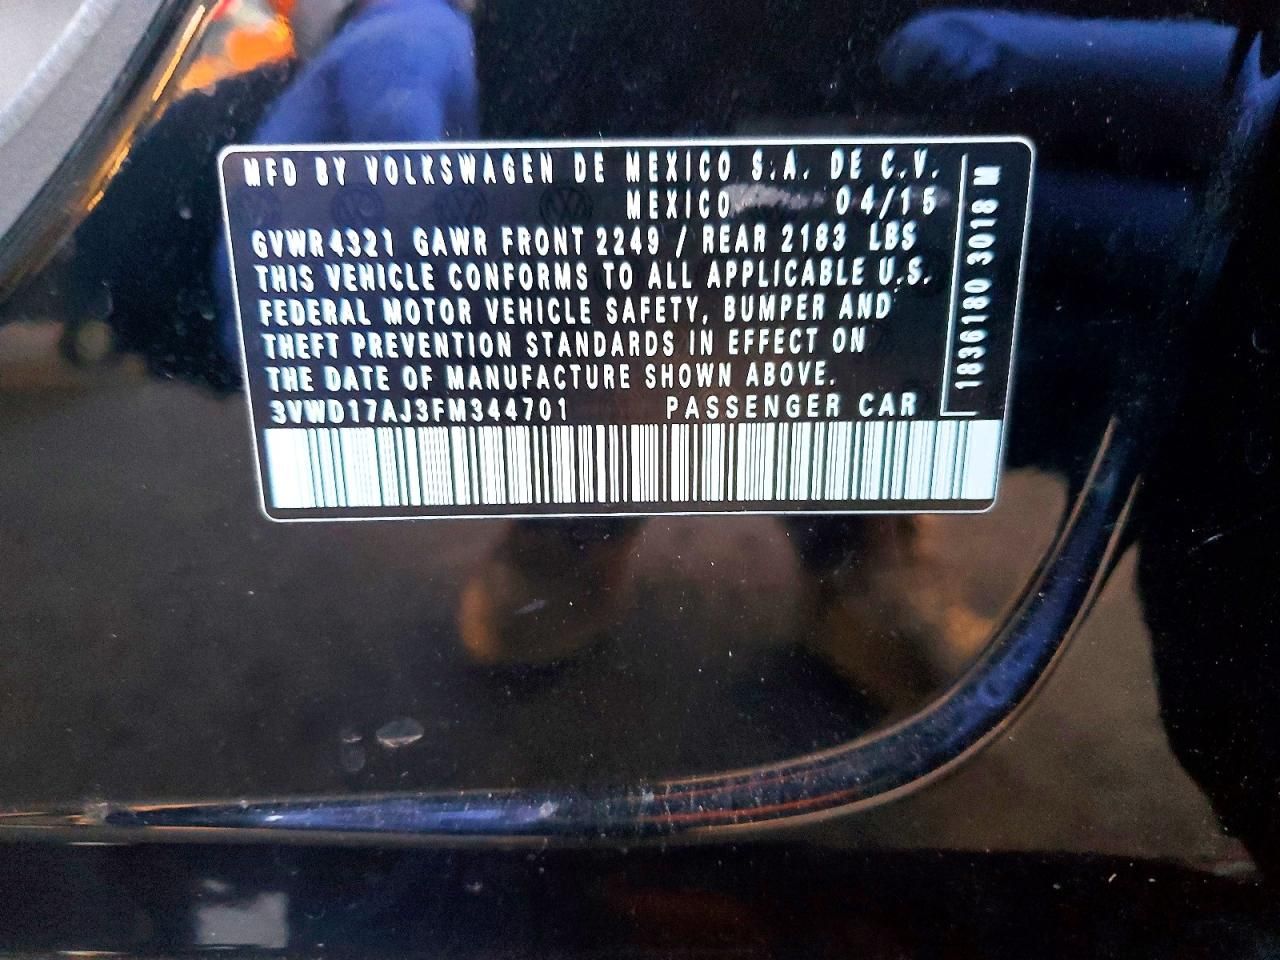 MFD BY VOLKSWAGEN DE MEXICO S.A. DE C.V.
MEXICO 04/15
GVWR 4321 GAWR FRONT 2249 / REAR 2183 LBS
THIS VEHICLE CONFORMS TO ALL APPLICABLE U.S.
FEDERAL MOTOR VEHICLE SAFETY, BUMPER AND
THEFT PREVENTION STANDARDS IN EFFECT ON
THE DATE OF MANUFACTURE SHOWN ABOVE.
3VWD17AJ3FM344701 PASSENGER CAR
1836180 3018 M